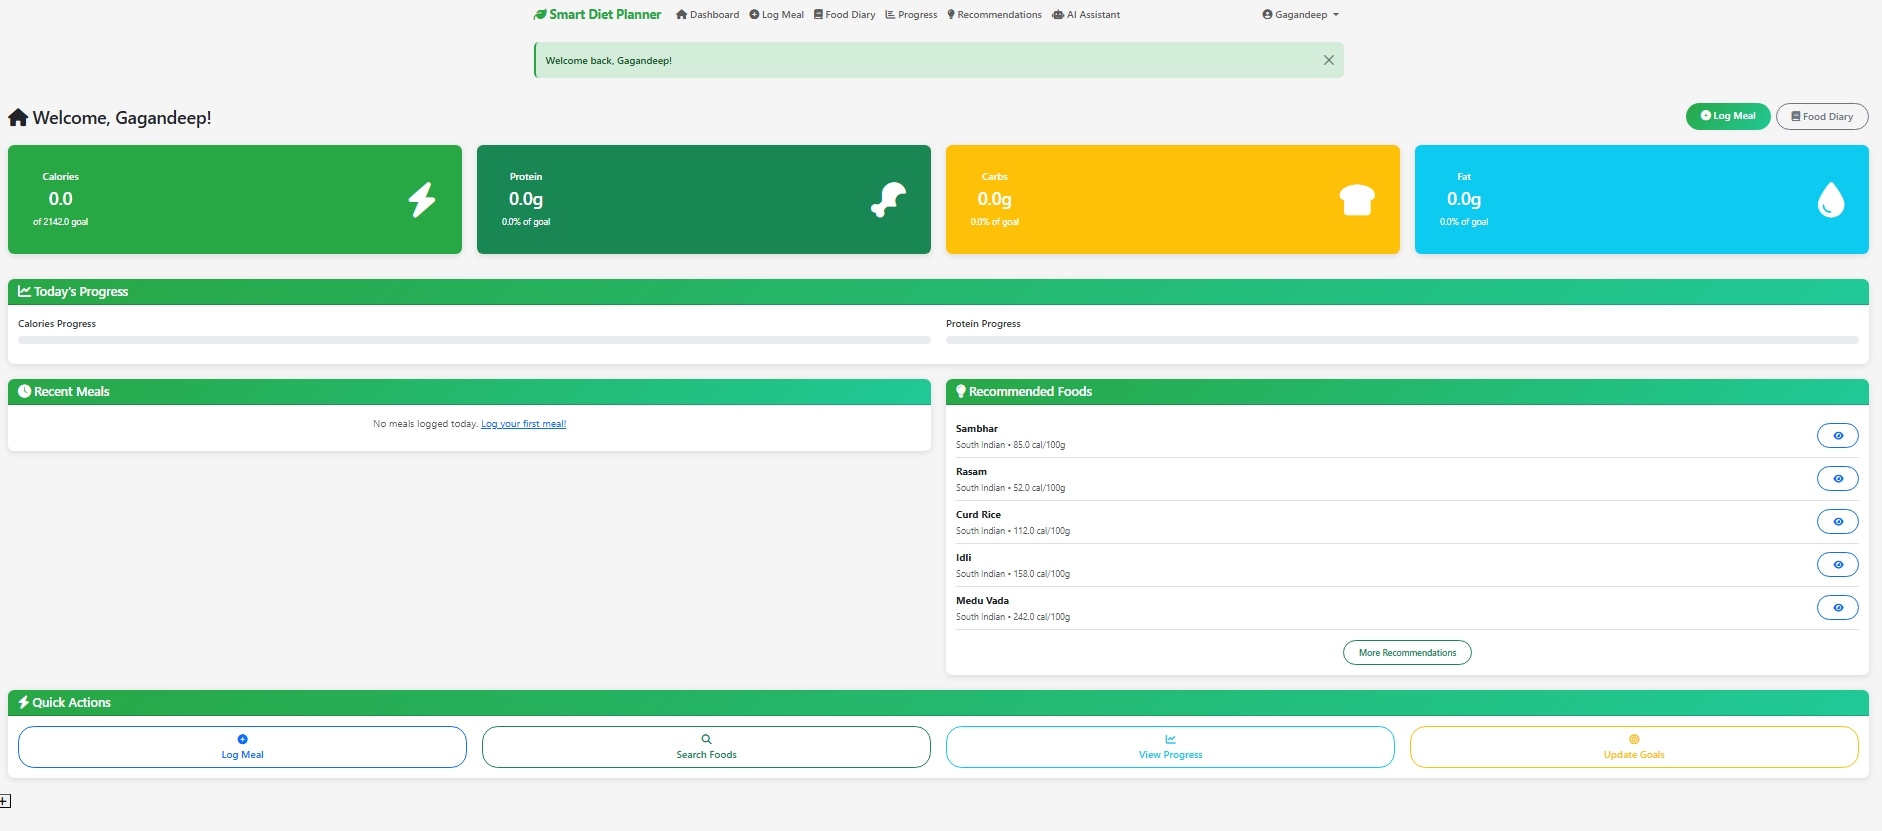 Smart Diet Planner Dashboard Log Meal Food Diary Progress Recommendations AI Assistant Gagandeep
Welcome back, Gagandeep!
Welcome, Gagandeep!
Log Meal Food Diary
Calories
0.0
of 2142.0 goal
Protein
0.0g
0.0% of goal
Carbs
0.0g
0.0% of goal
Fat
0.0g
0.0% of goal
Today's Progress
Calories Progress
Protein Progress
Recent Meals
No meals logged today. Log your first meal!
Recommended Foods
Sambhar
South Indian • 85.0 cal/100g
Rasam
South Indian • 52.0 cal/100g
Curd Rice
South Indian • 112.0 cal/100g
Idli
South Indian • 158.0 cal/100g
Medu Vada
South Indian • 242.0 cal/100g
More Recommendations
Quick Actions
Log Meal
Search Foods
View Progress
Update Goals